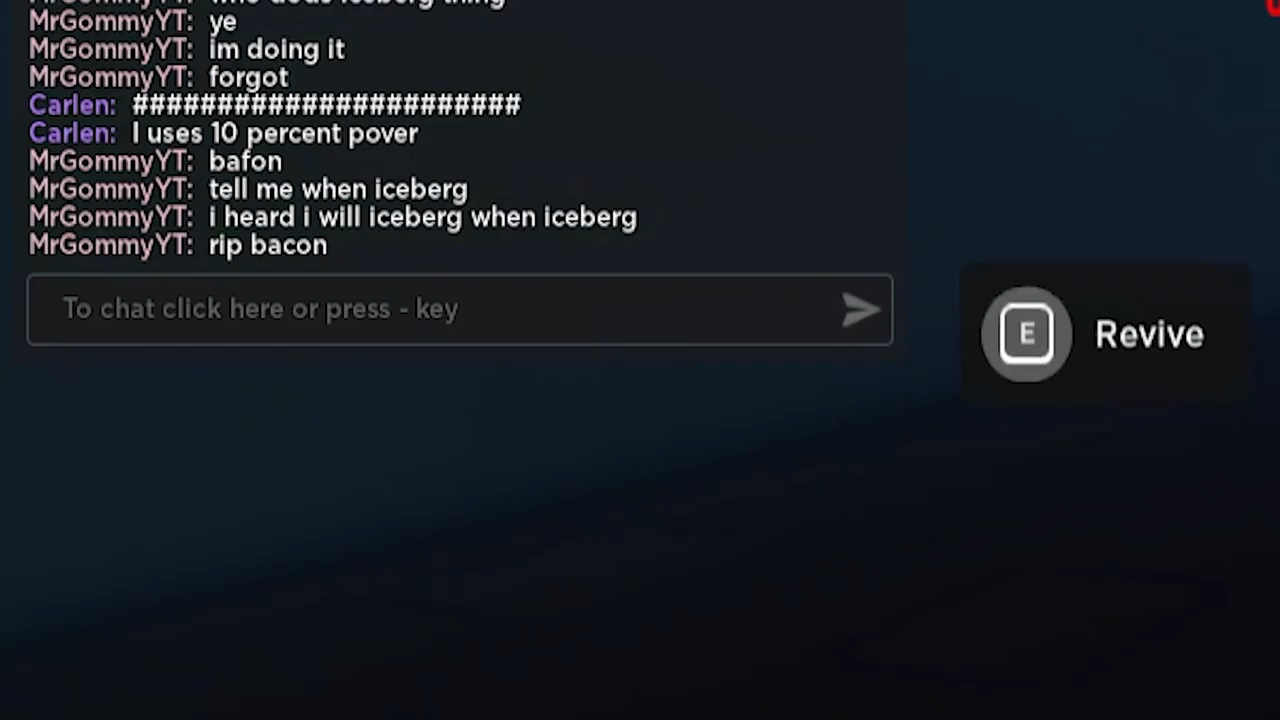 MrGommyYT: ye
MrGommyYT: im doing it
MrGommyYT: forgot
Carlen: #######################
Carlen: I uses 10 percent pover
MrGommyYT: bafon
MrGommyYT: tell me when iceberg
MrGommyYT: i heard i will iceberg when iceberg
MrGommyYT: rip bacon
To chat click here or press - key
E Revive